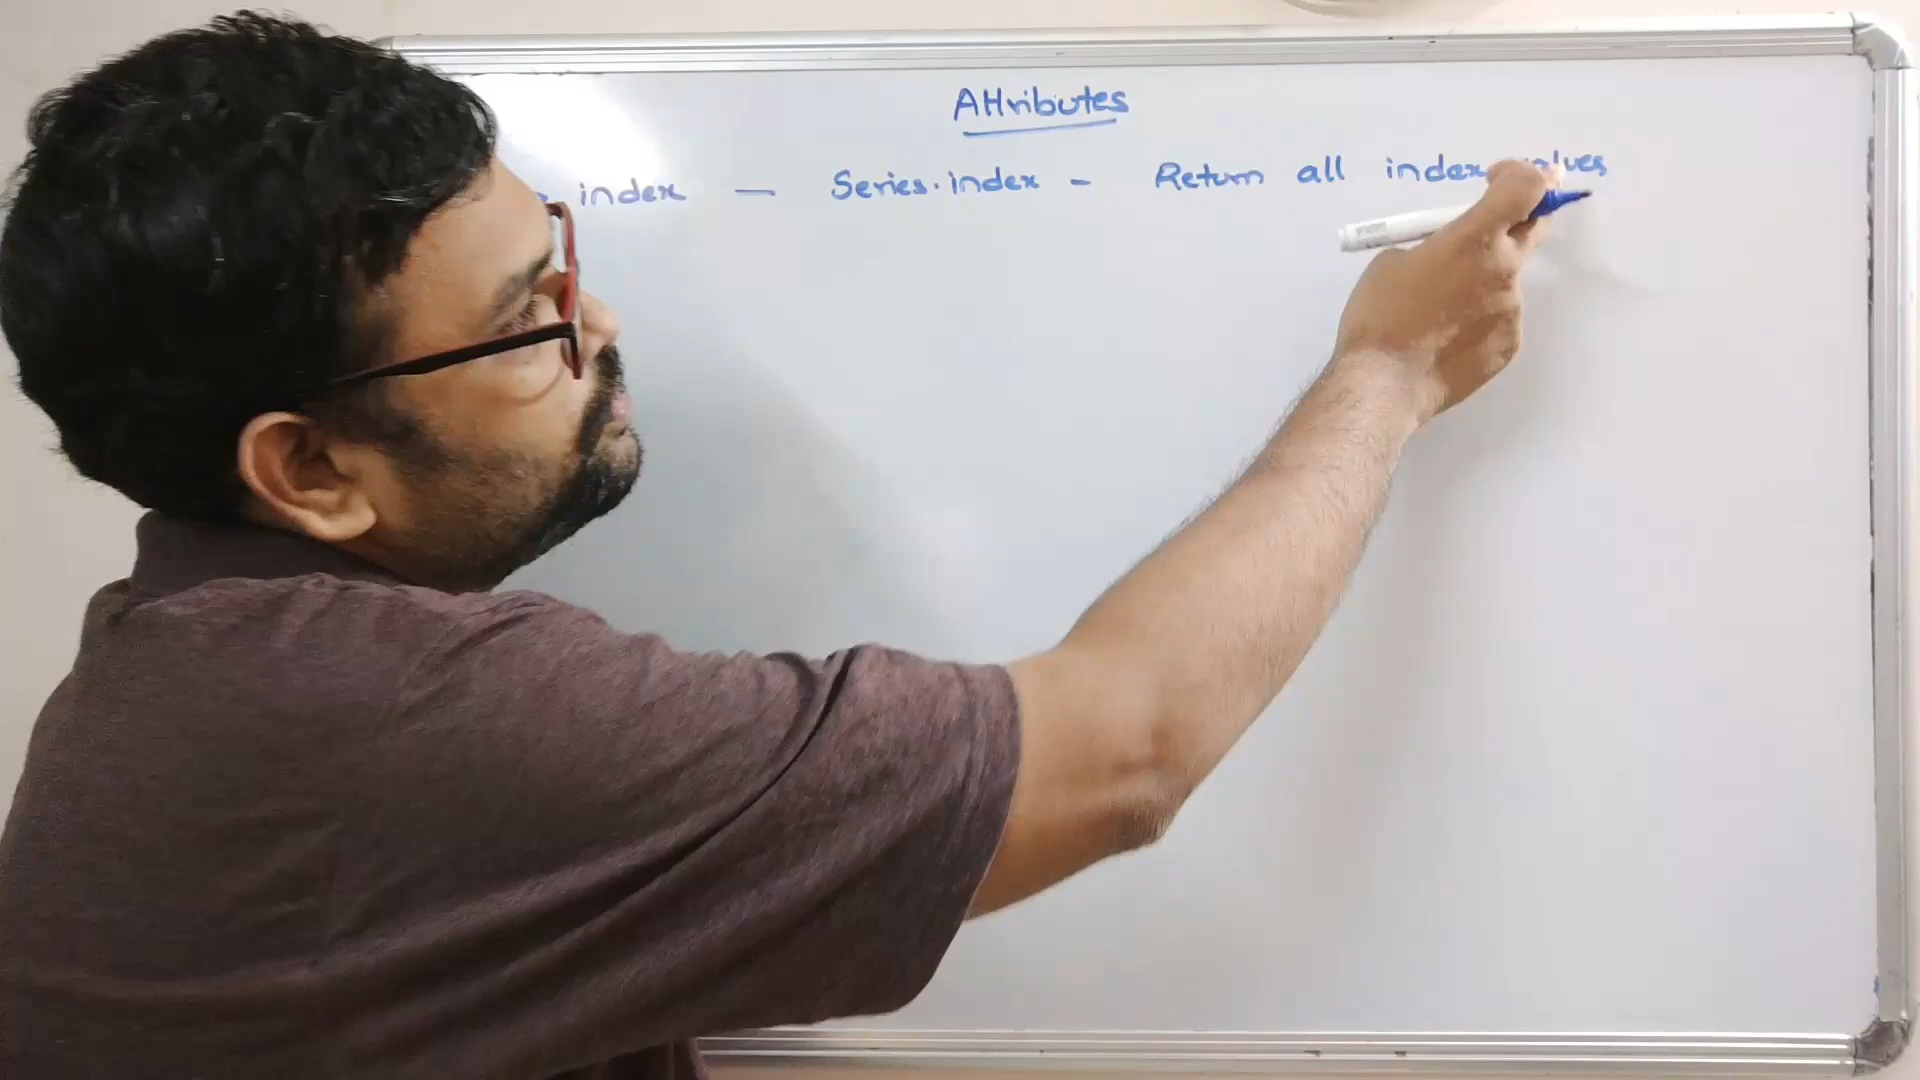 Attributes
index — Series.index - Return all index values